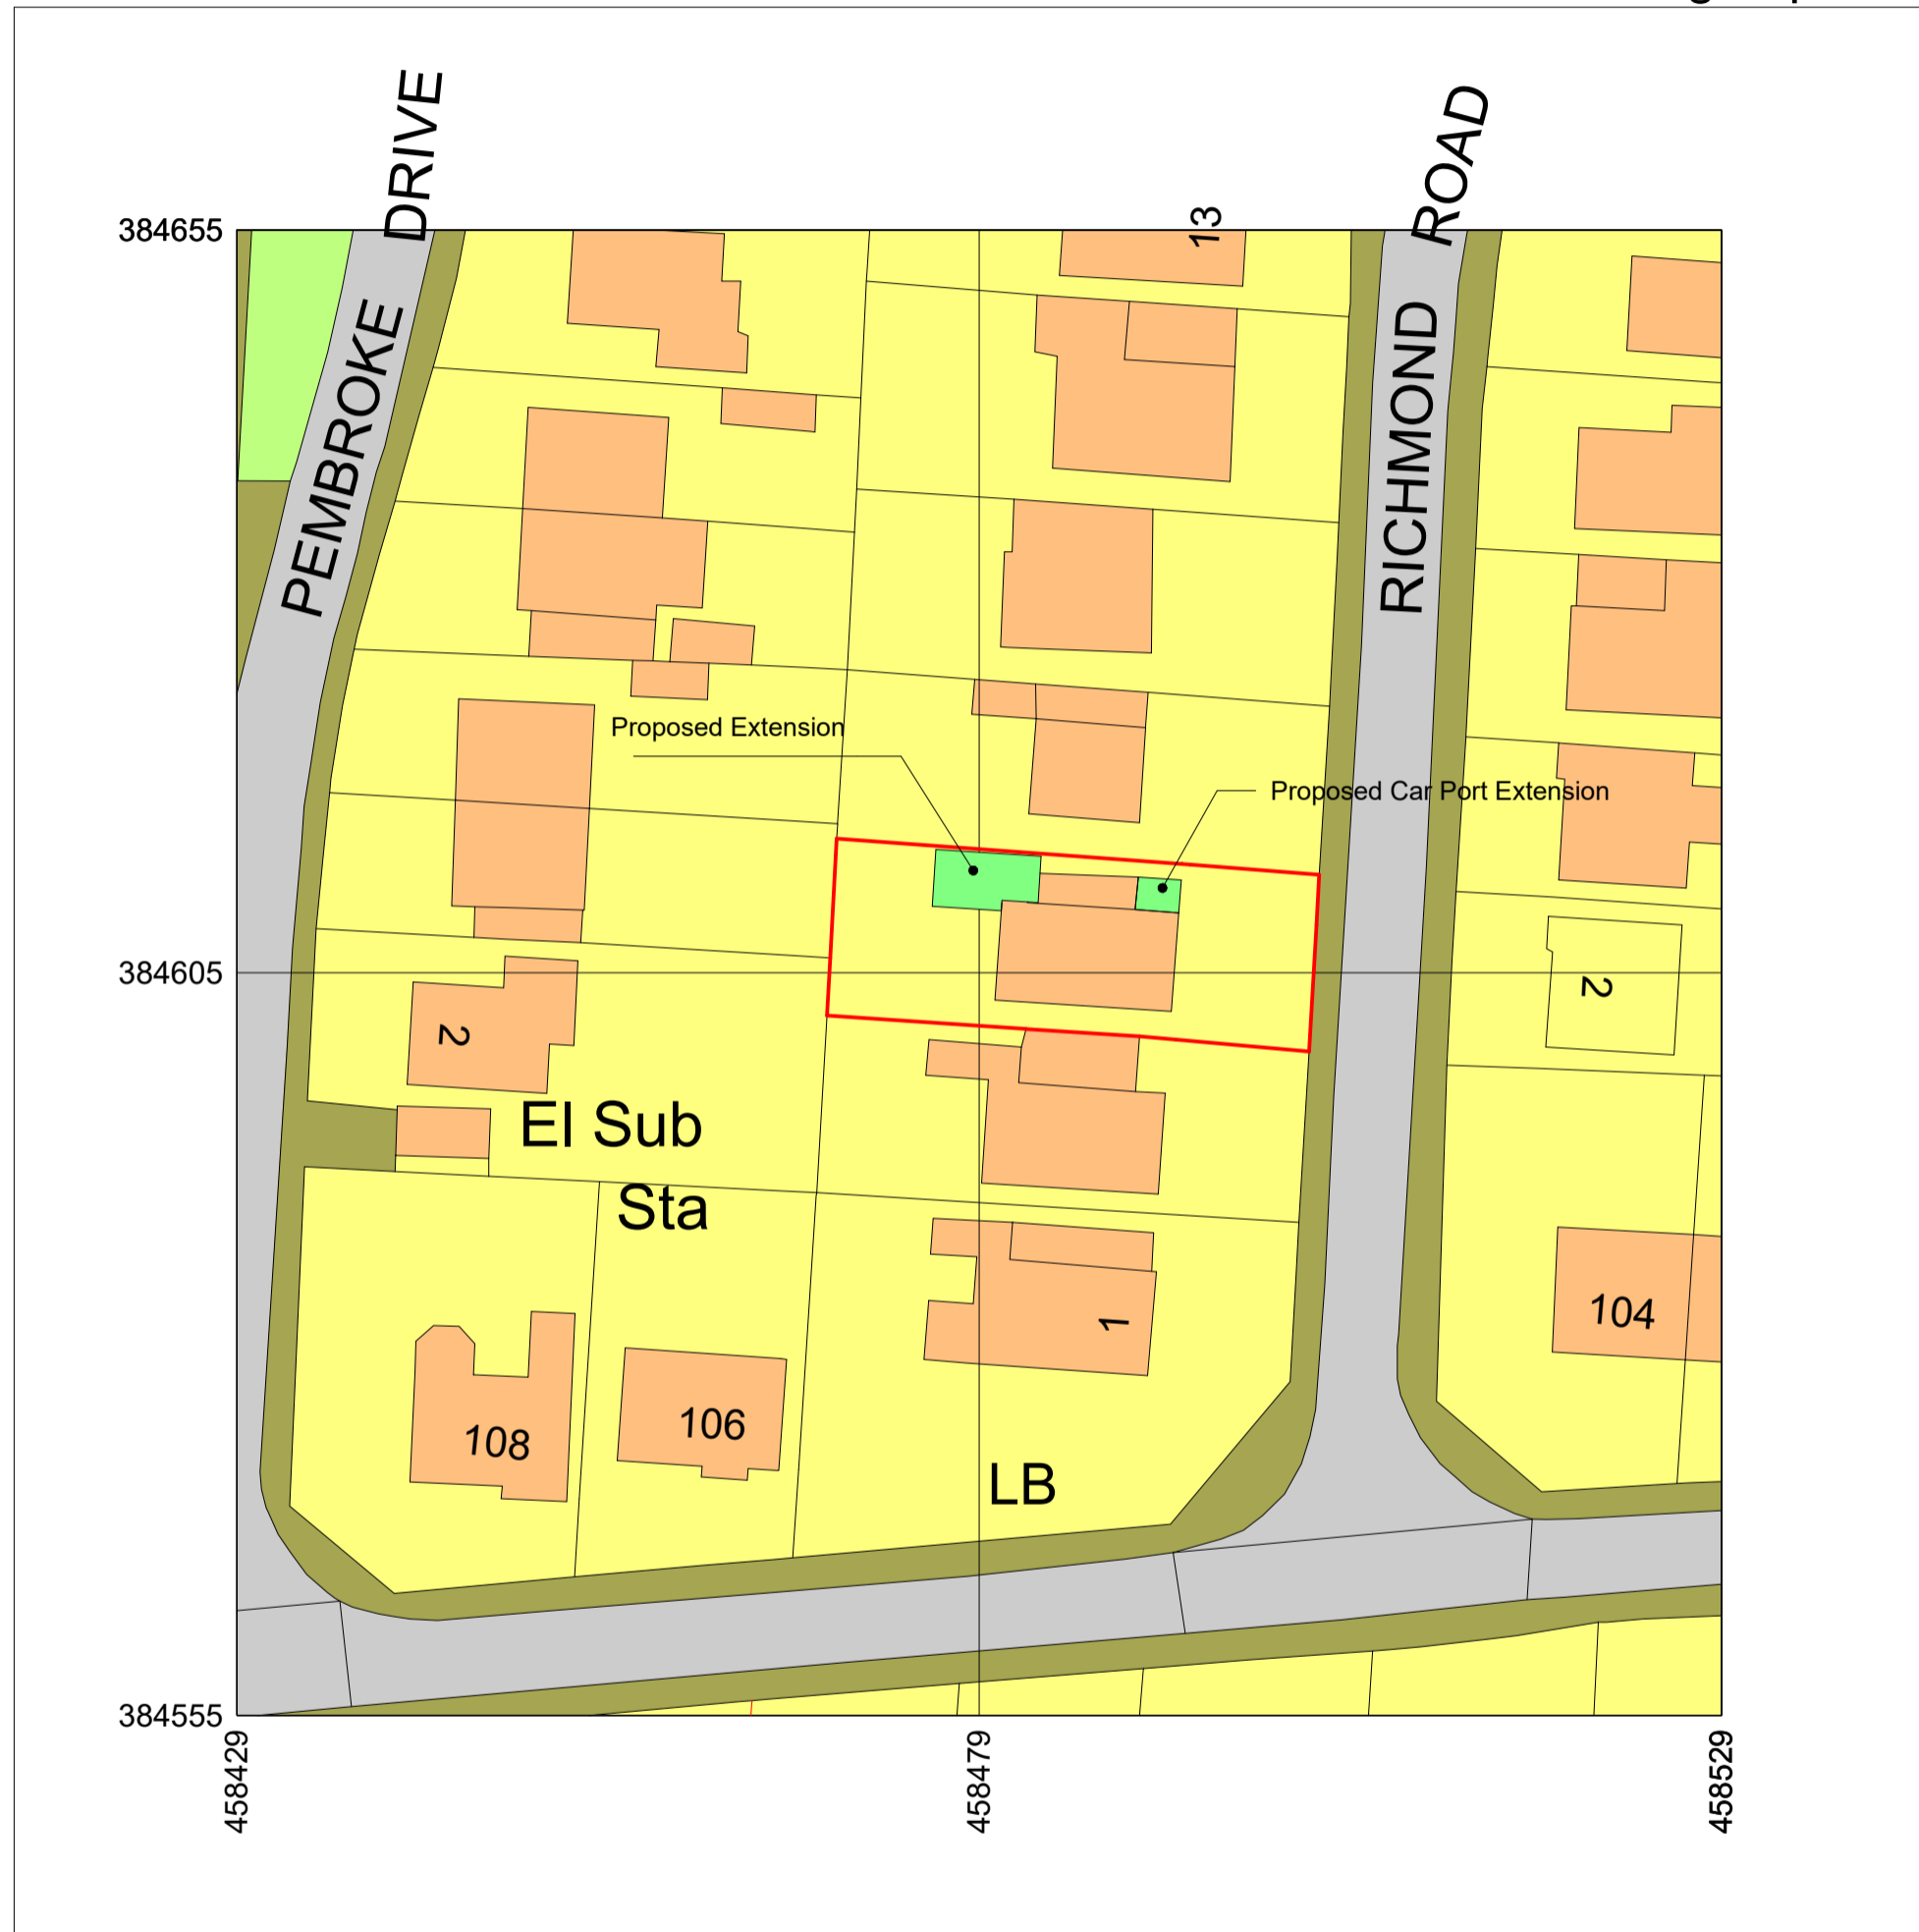 DRIVE
ROAD
13
384655
PEMBROKE
RICHMOND
Proposed Extension
Proposed Car Port Extension
384605
2
2
El Sub
Sta
1
104
108
106
LB
384555
458429
458479
458529